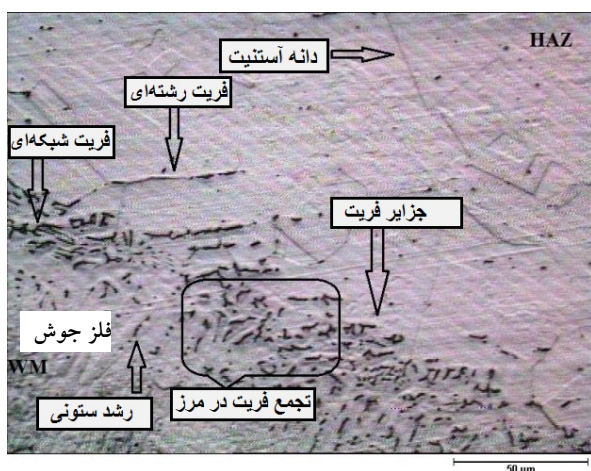 HAZ
دانه آستنیت
فریت رشته‌ای
فریت شبکه‌ای
جزایر فریت
فلز جوش
WM
رشد ستونی
تجمع فریت در مرز
50 µm